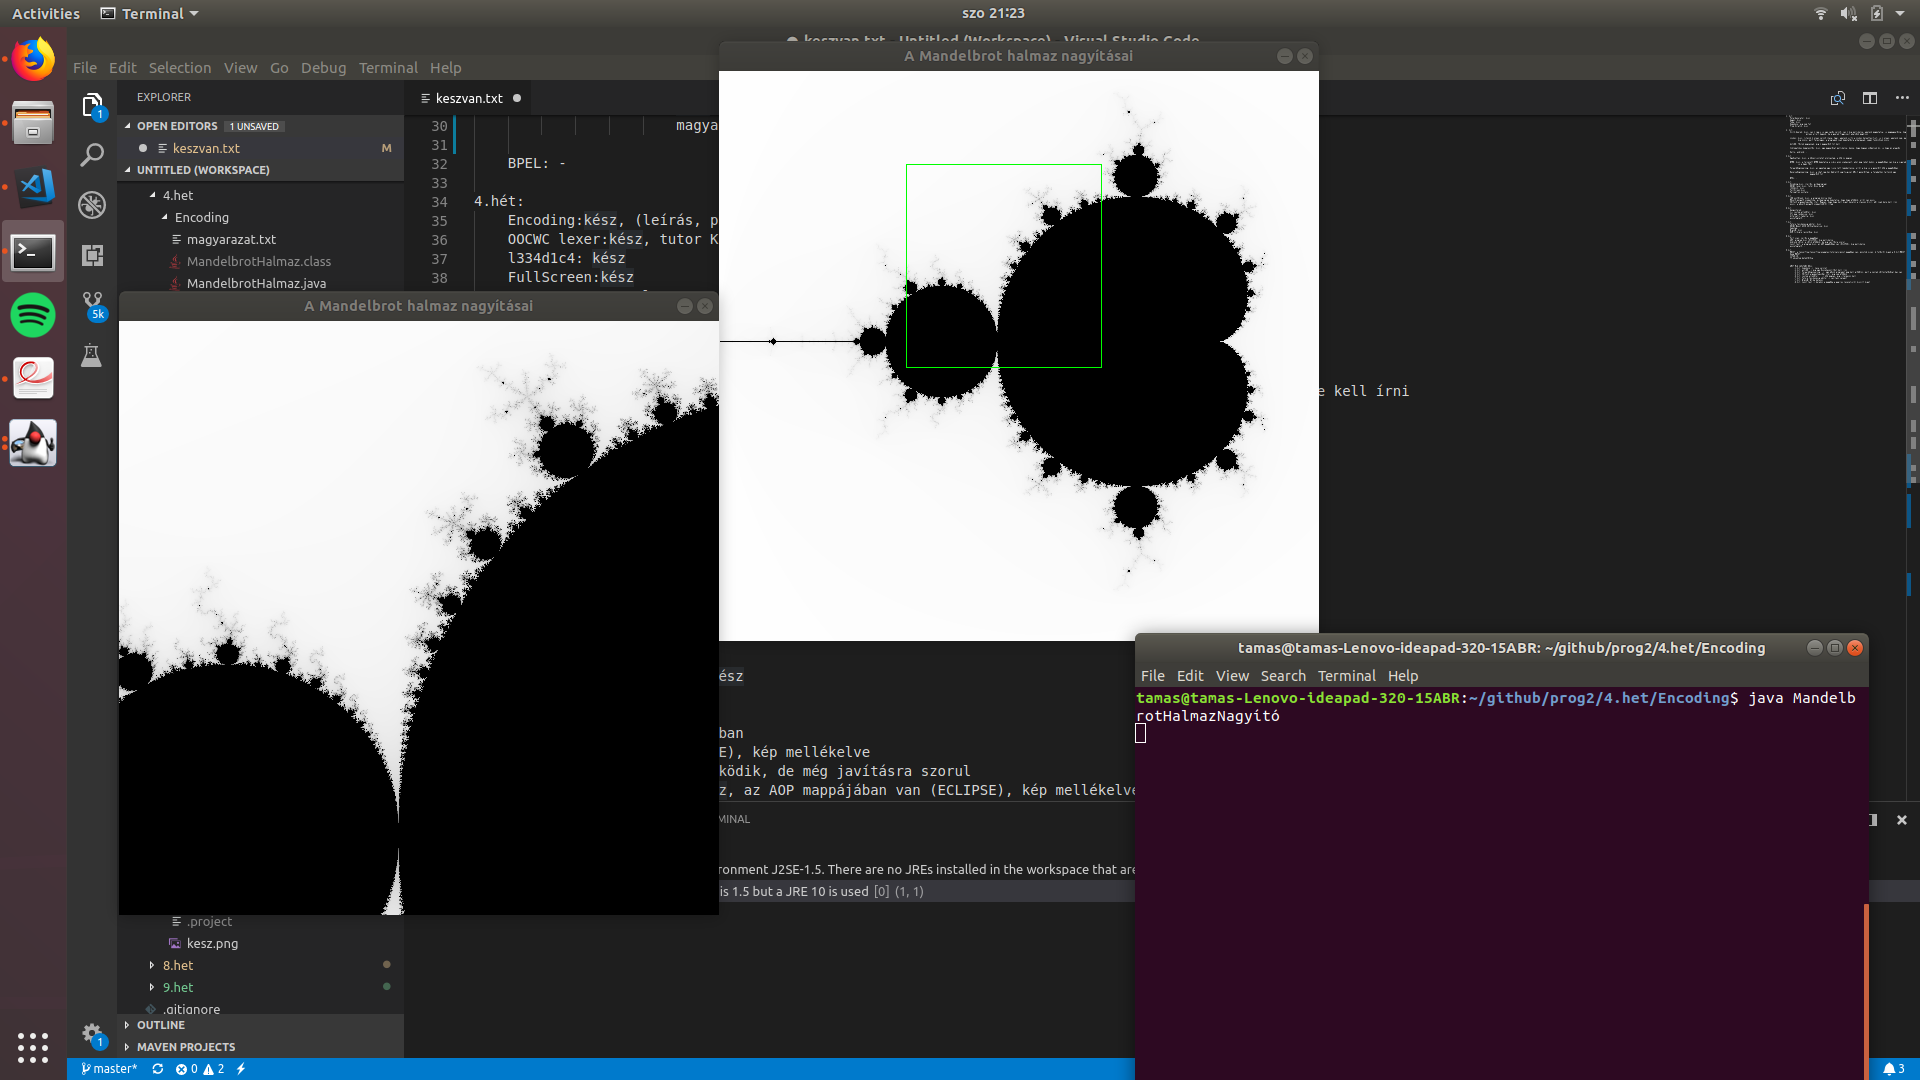 Activities
Terminal
szo 21:23
keszvan.txt - Untitled (Workspace) - Visual Studio Code
File Edit Selection View Go Debug Terminal Help
A Mandelbrot halmaz nagyításai
EXPLORER
keszvan.txt
OPEN EDITORS 1 UNSAVED
keszvan.txt M
UNTITLED (WORKSPACE)
4.het
Encoding
magyarazat.txt
MandelbrotHalmaz.class
MandelbrotHalmaz.java
1
5k
30 magya
31
32 BPEL: -
33
34 4.hét:
35 Encoding:kész, (leírás, p
36 OOCWC lexer:kész, tutor K
37 l334d1c4: kész
38 FullScreen:kész
A Mandelbrot halmaz nagyításai
e kell írni
ész
ban
E), kép mellékelve
ködik, de még javításra szorul
z, az AOP mappájában van (ECLIPSE), kép mellékelve
MINAL
ronment J2SE-1.5. There are no JREs installed in the workspace that are
is 1.5 but a JRE 10 is used [0] (1, 1)
tamas@tamas-Lenovo-ideapad-320-15ABR: ~/github/prog2/4.het/Encoding
File Edit View Search Terminal Help
tamas@tamas-Lenovo-ideapad-320-15ABR:~/github/prog2/4.het/Encoding$ java Mandelb
rotHalmazNagyító
.project
kesz.png
8.het
9.het
.gitignore
OUTLINE
MAVEN PROJECTS
1
master* 0 2
3